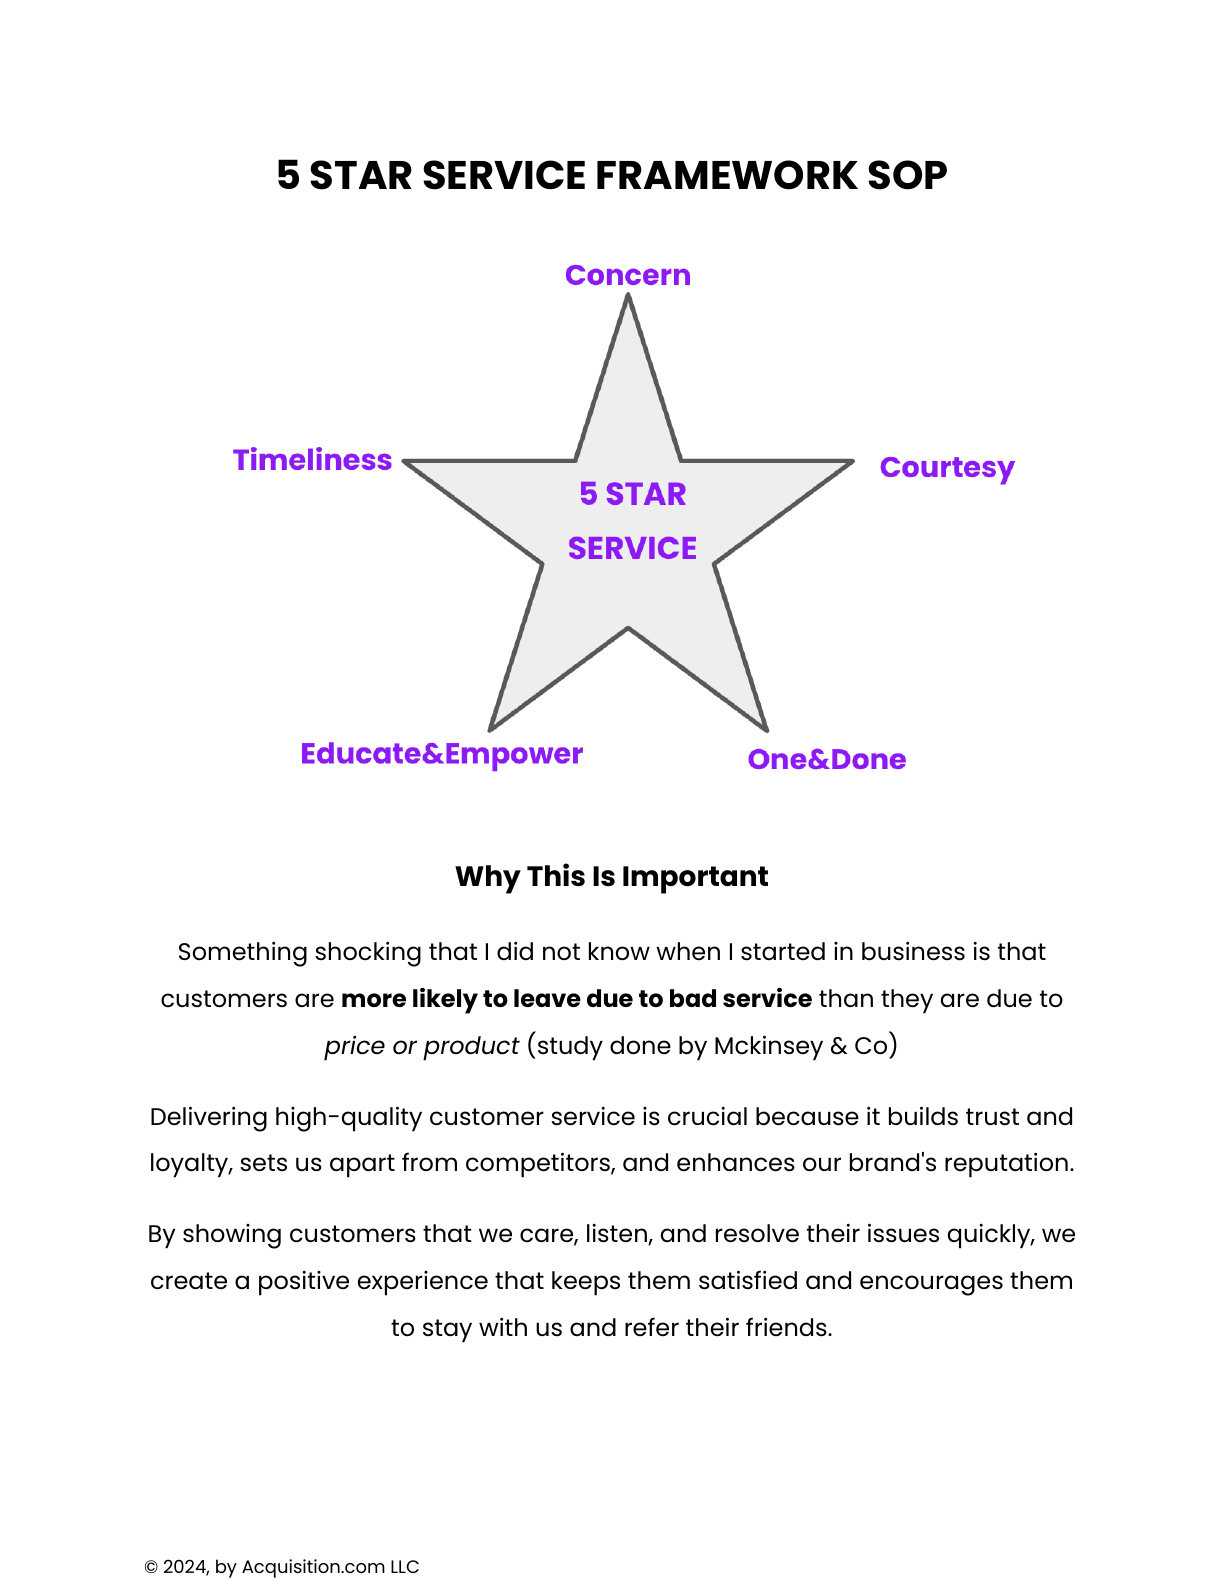 5 STAR SERVICE FRAMEWORK SOP
Concern
Timeliness
Courtesy
5 STAR
SERVICE
Educate&Empower
One&Done
Why This Is Important
Something shocking that I did not know when I started in business is that
customers are more likely to leave due to bad service than they are due to
price or product (study done by Mckinsey & Co)
Delivering high-quality customer service is crucial because it builds trust and
loyalty, sets us apart from competitors, and enhances our brand's reputation.
By showing customers that we care, listen, and resolve their issues quickly, we
create a positive experience that keeps them satisfied and encourages them
to stay with us and refer their friends.
© 2024, by Acquisition.com LLC